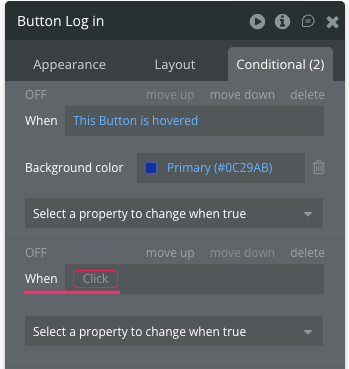 Button Log in
Appearance Layout Conditional (2)
OFF move up move down delete
When This Button is hovered
Background color Primary (#0C29AB)
Select a property to change when true
OFF move up move down delete
When Click
Select a property to change when true